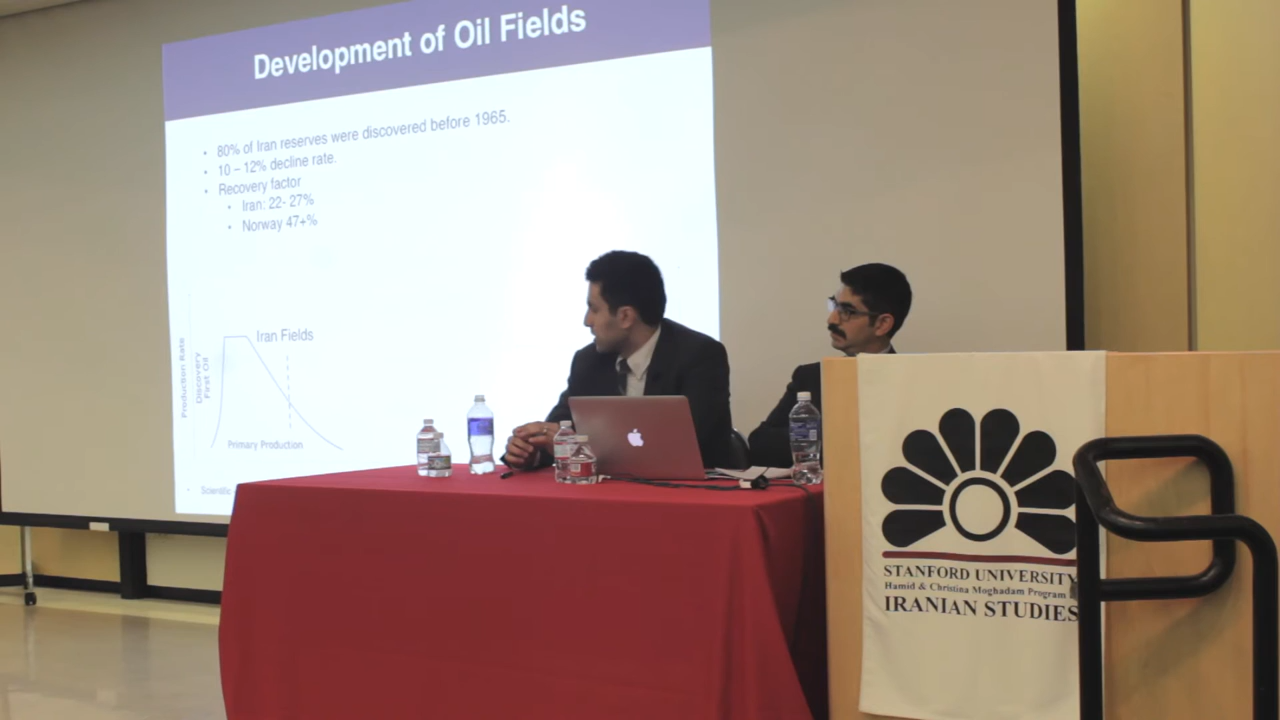 Development of Oil Fields
• 80% of Iran reserves were discovered before 1965.
• 10 – 12% decline rate.
• Recovery factor
• Iran: 22- 27%
• Norway 47+%
Iran Fields
Production Rate
Discovery
First Oil
Primary Production
• Scientific
STANFORD UNIVERSITY
Hamid & Christina Moghadam Program
IRANIAN STUDIES